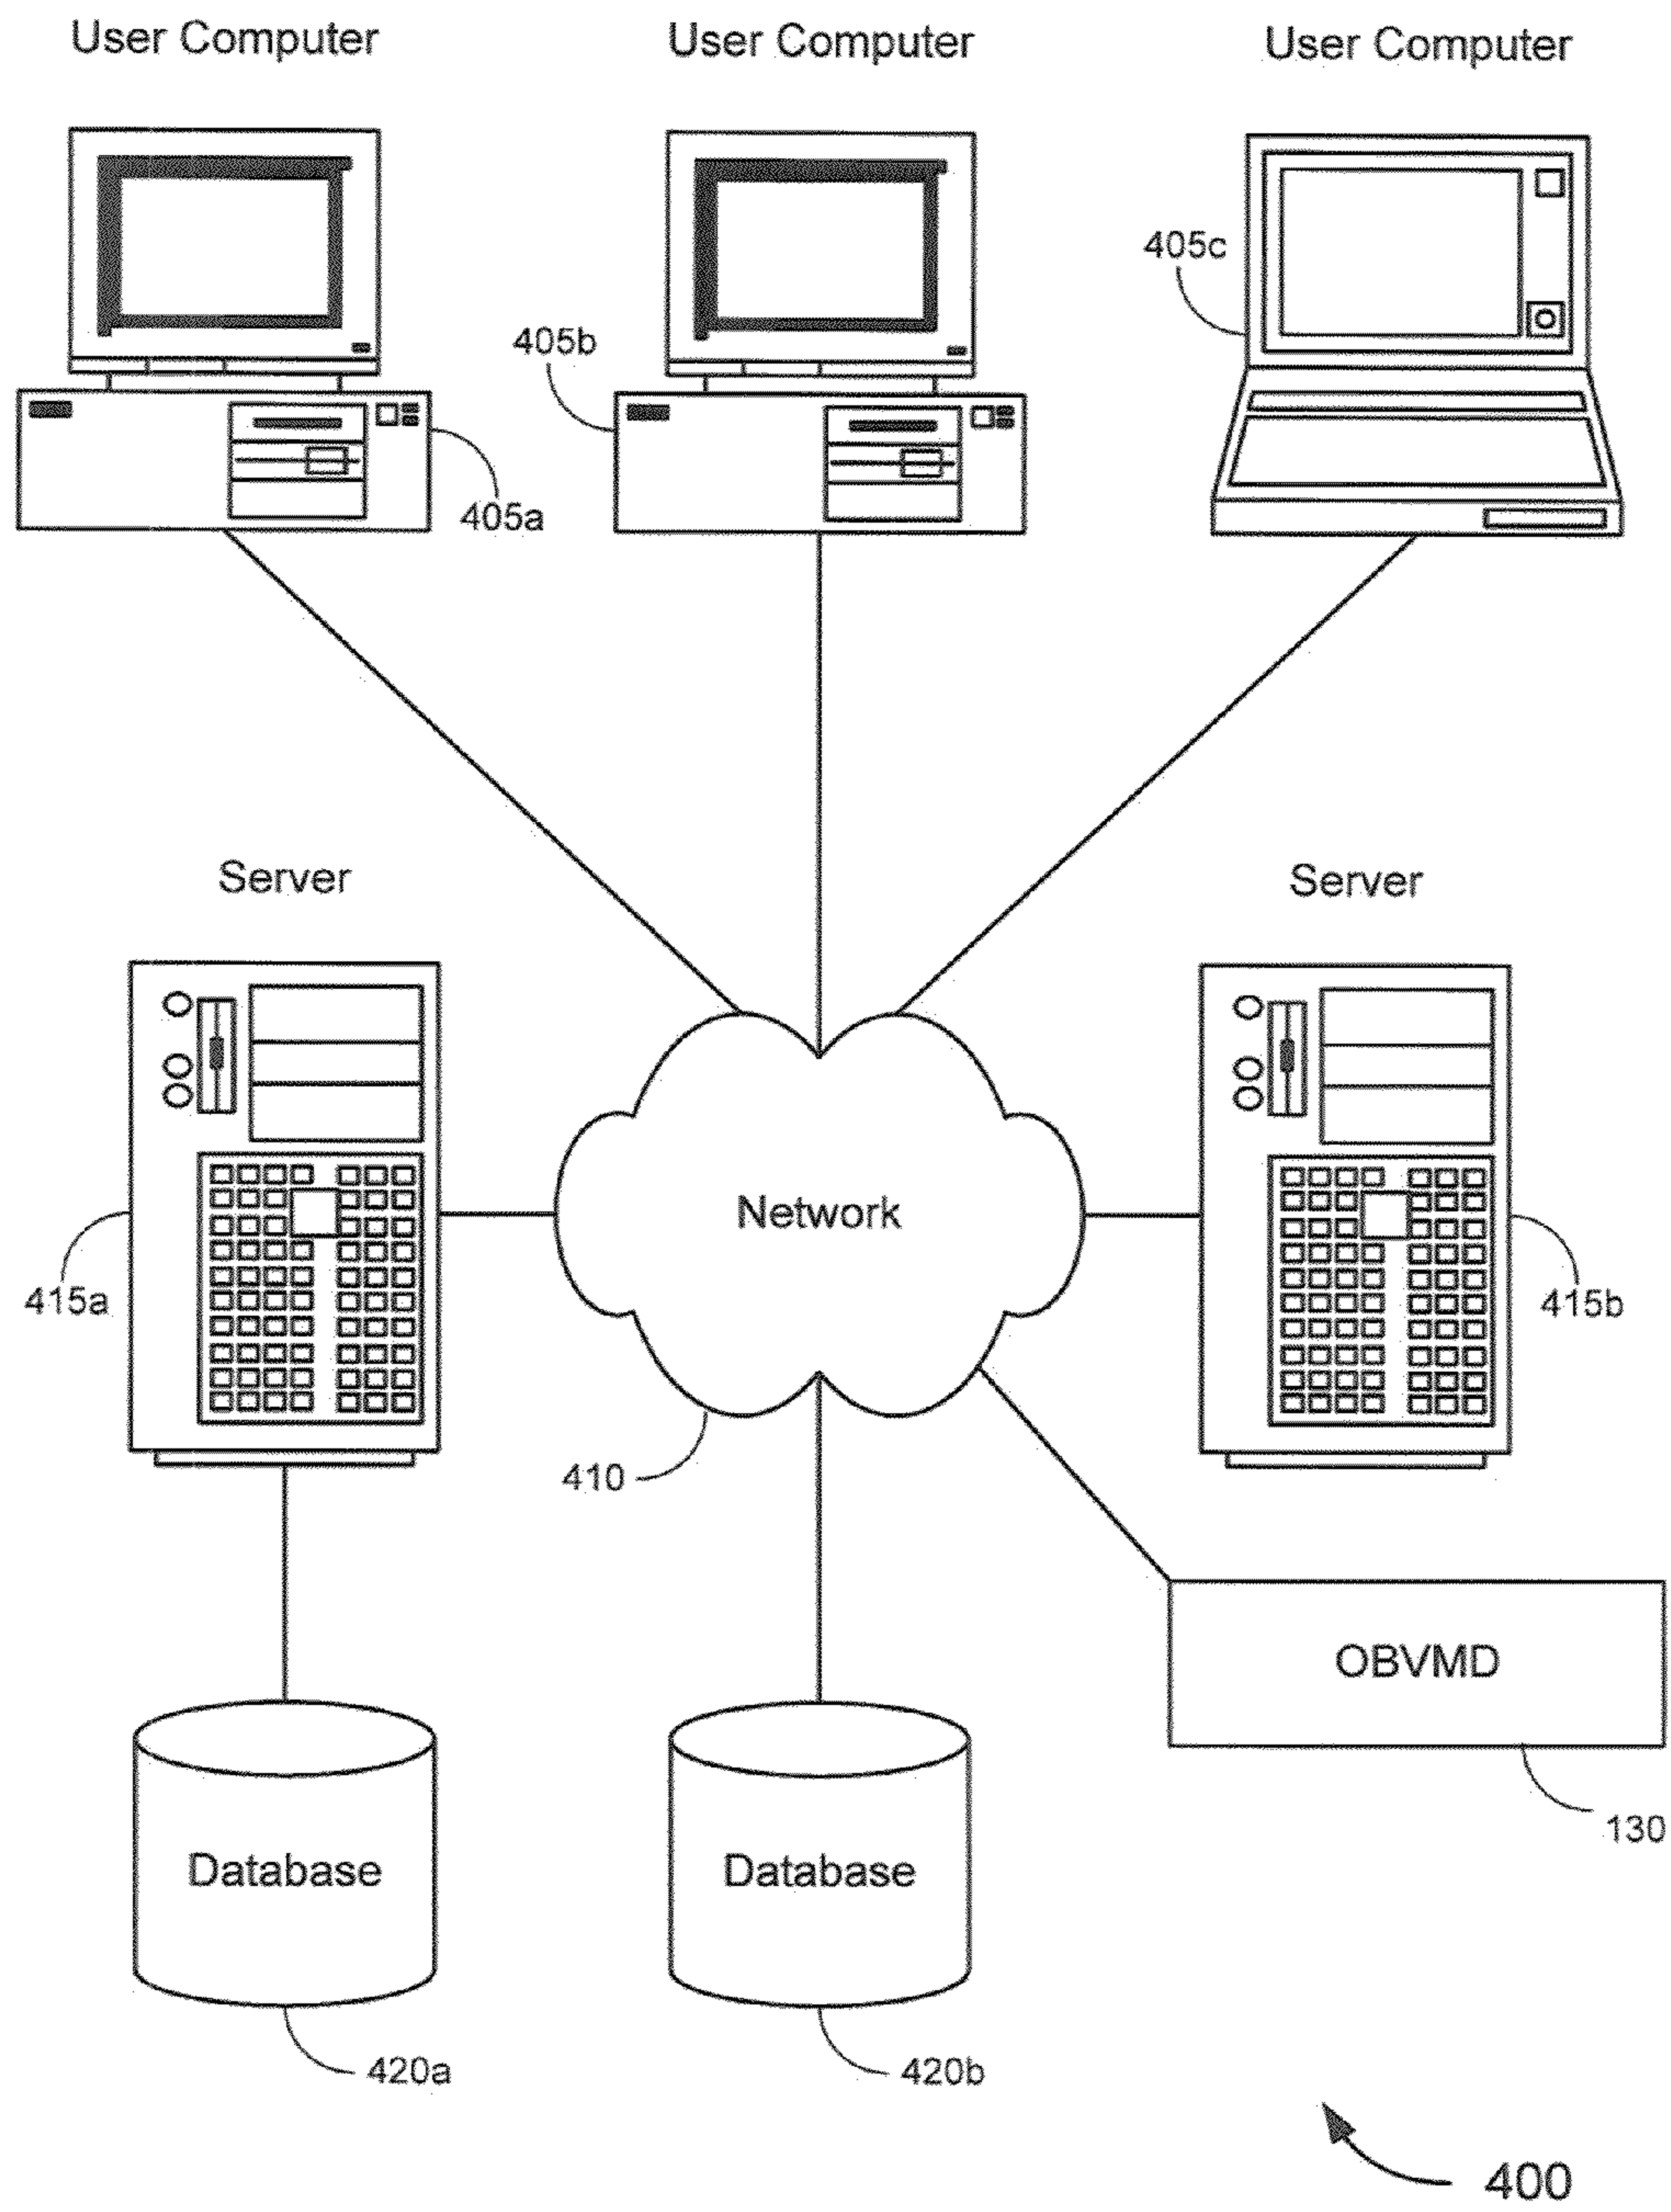 User Computer
User Computer
User Computer
405c
405b
405a
Server
Server
Network
415a
415b
410
OBVMD
130
Database
Database
420a
420b
400